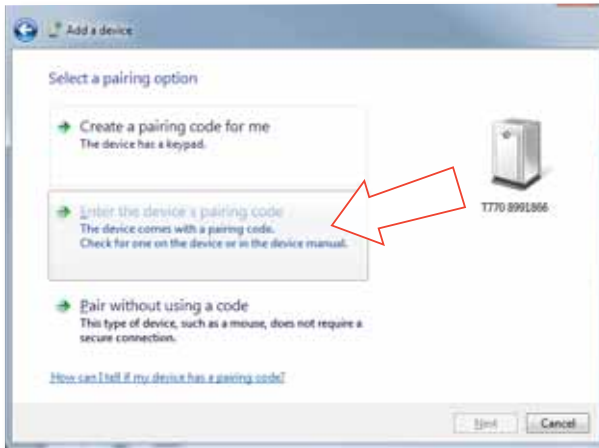 Add a device
Select a pairing option
Create a pairing code for me
The device has a keypad.
Enter the device's pairing code
The device comes with a pairing code.
Check for one on the device or in the device manual.
T770 8991866
Pair without using a code
This type of device, such as a mouse, does not require a
secure connection.
How can I tell if my device has a pairing code?
Next
Cancel